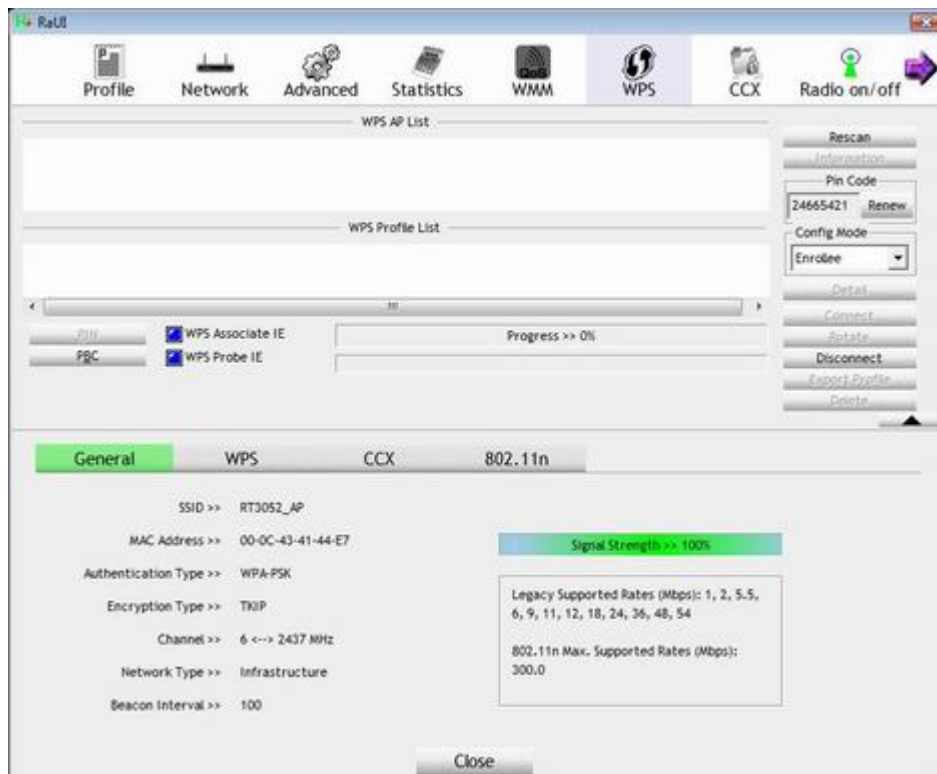 RaUI
Profile Network Advanced Statistics WMM WPS CCX Radio on/off
QoS
WPS AP List
Rescan
Information
Pin Code
24665421 Renew
WPS Profile List
Config Mode
Enrollee
Detail
Connect
PIN WPS Associate IE Progress >> 0% Rotate
PBC WPS Probe IE Disconnect
Export Profile
Delete
General WPS CCX 802.11n
SSID >> RT3052_AP
MAC Address >> 00-0C-43-41-44-E7
Signal Strength >> 100%
Authentication Type >> WPA-PSK
Legacy Supported Rates (Mbps): 1, 2, 5.5,
6, 9, 11, 12, 18, 24, 36, 48, 54
Encryption Type >> TKIP
Channel >> 6 <--> 2437 MHz
802.11n Max. Supported Rates (Mbps):
300.0
Network Type >> Infrastructure
Beacon Interval >> 100
Close